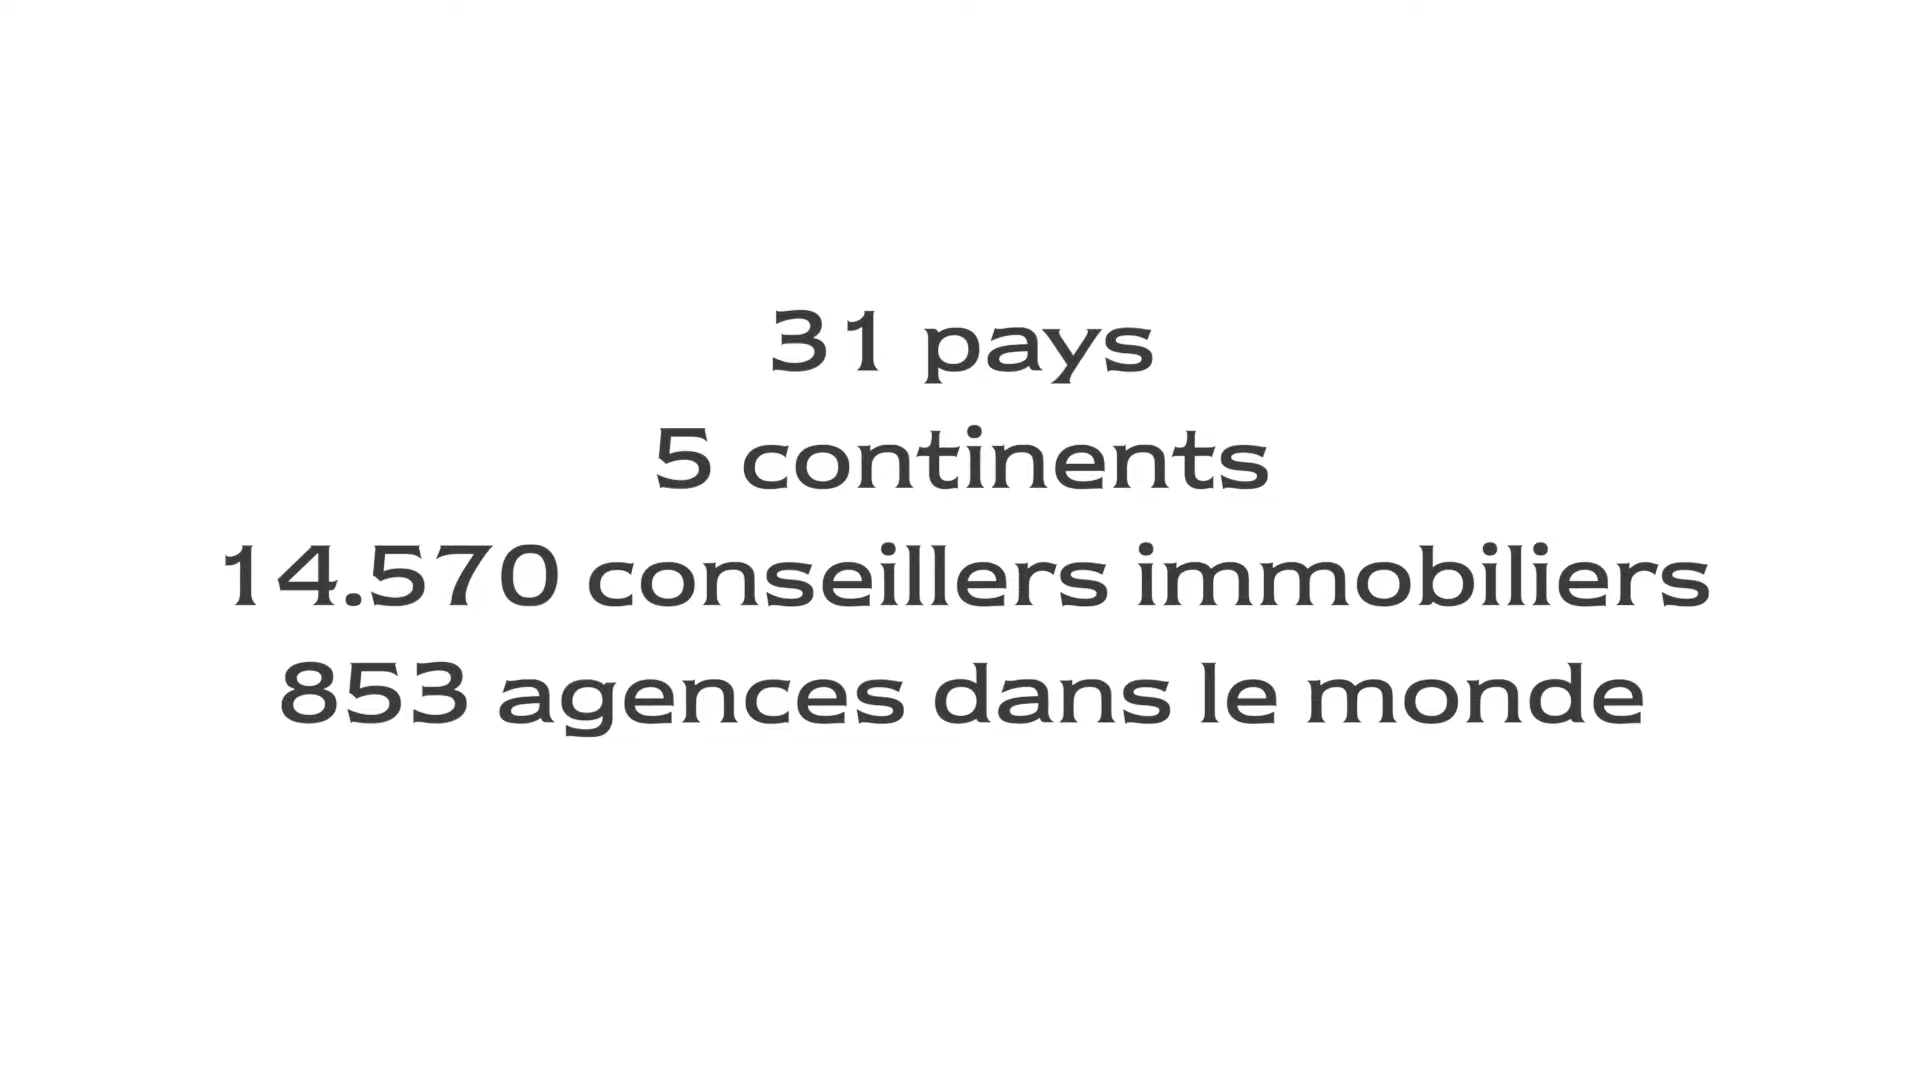 31 pays
5 continents
14.570 conseillers immobiliers
853 agences dans le monde